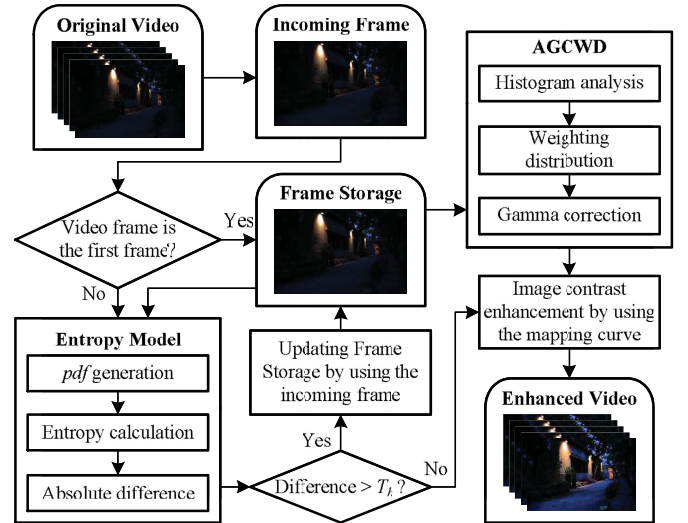 Original Video
Incoming Frame
AGCWD
Histogram analysis
Weighting
distribution
Gamma correction
Video frame is
the first frame?
Yes
No
Frame Storage
Image contrast
enhancement by using
the mapping curve
Entropy Model
pdf generation
Entropy calculation
Absolute difference
Updating Frame
Storage by using the
incoming frame
Yes
Difference > Th ?
No
Enhanced Video